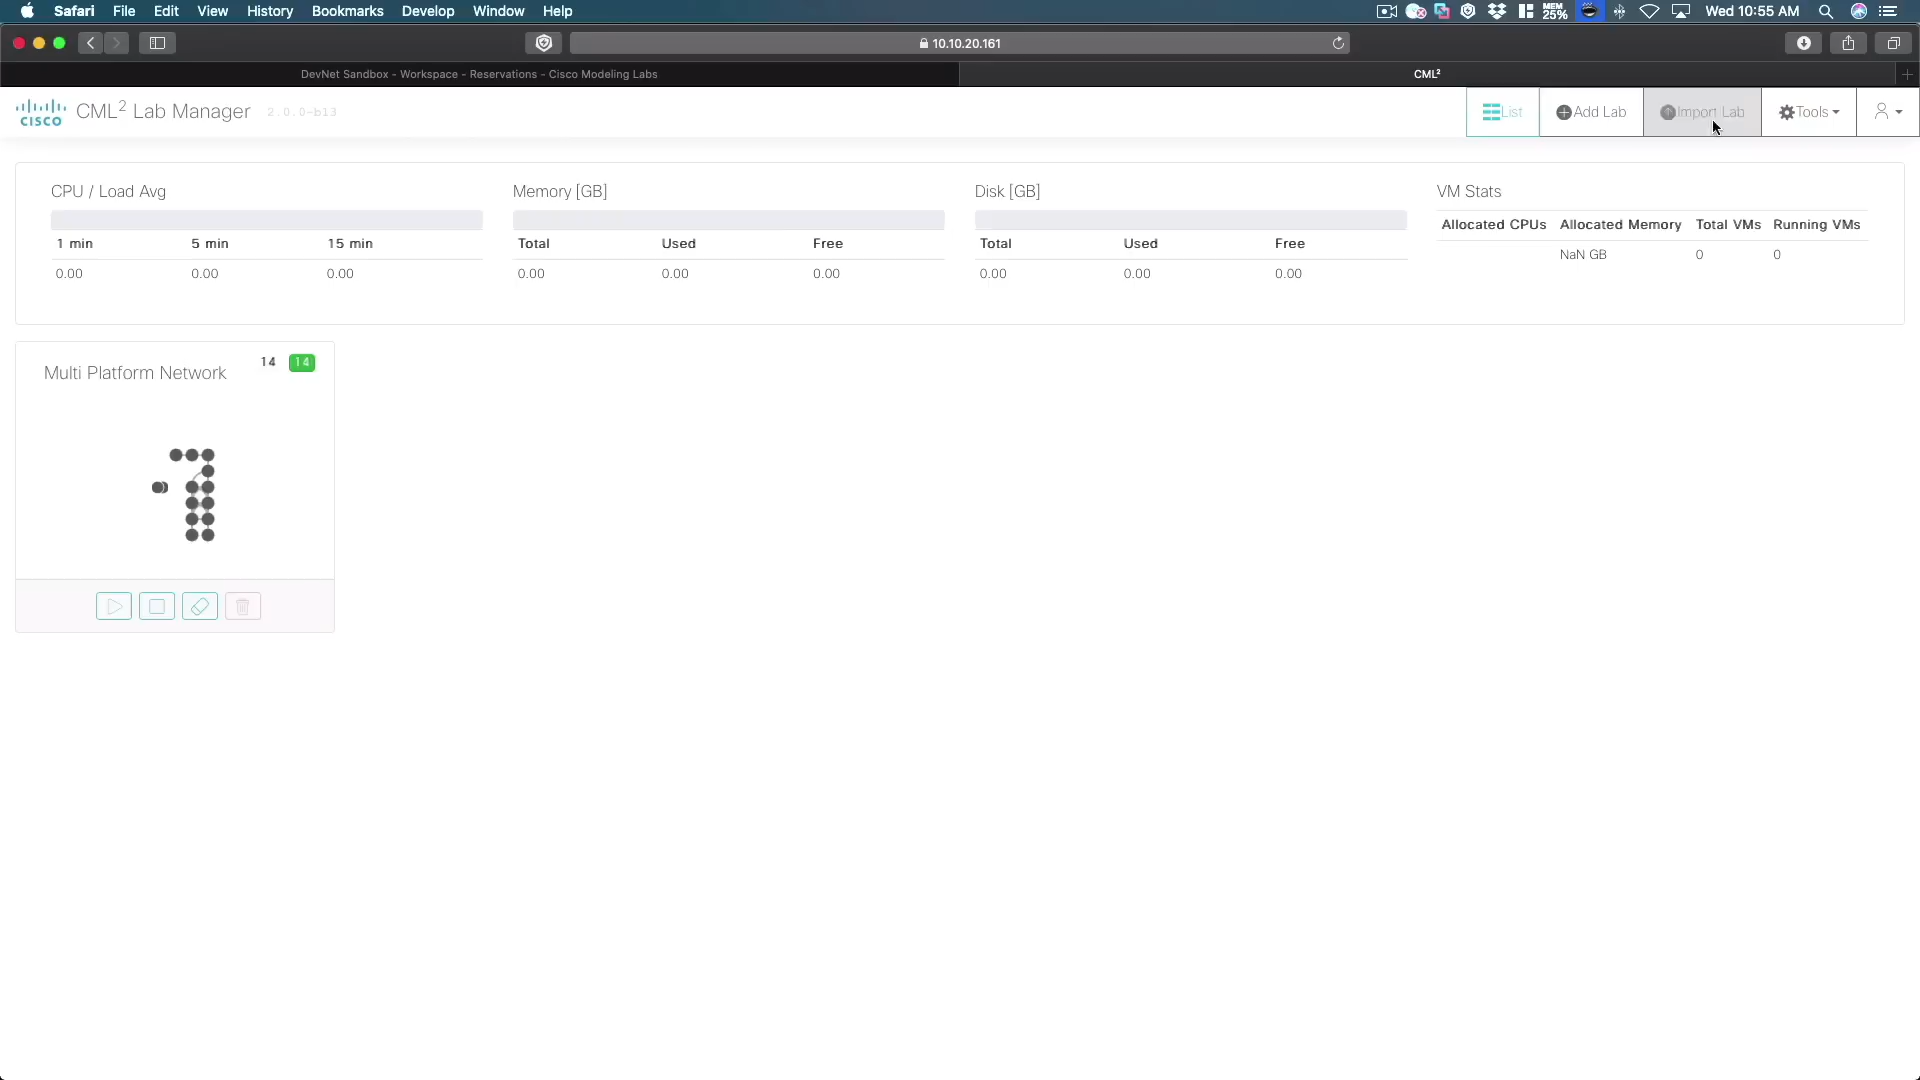 Safari File Edit View History Bookmarks Develop Window Help MEM 25% Wed 10:55 AM
10.10.20.161
DevNet Sandbox - Workspace - Reservations - Cisco Modeling Labs CML²
CISCO CML² Lab Manager 2.0.0-b13 List Add Lab Import Lab Tools
CPU / Load Avg Memory [GB] Disk [GB] VM Stats
Allocated CPUs Allocated Memory Total VMs Running VMs
1 min 5 min 15 min Total Used Free Total Used Free
NaN GB 0 0
0.00 0.00 0.00 0.00 0.00 0.00 0.00 0.00 0.00
14 14
Multi Platform Network